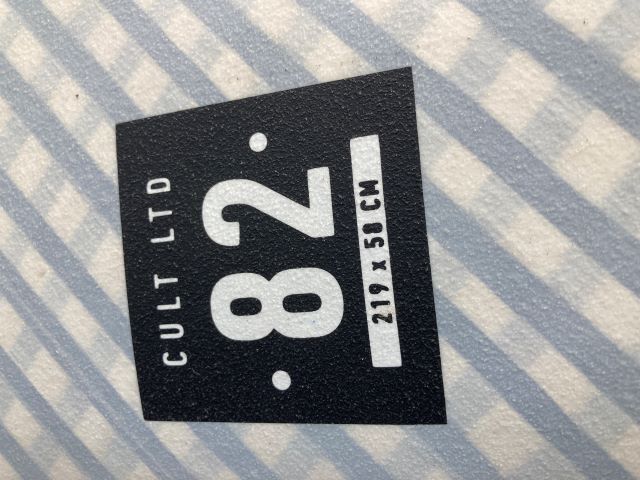 CULT LTD
• 82 •
219 x 58 CM